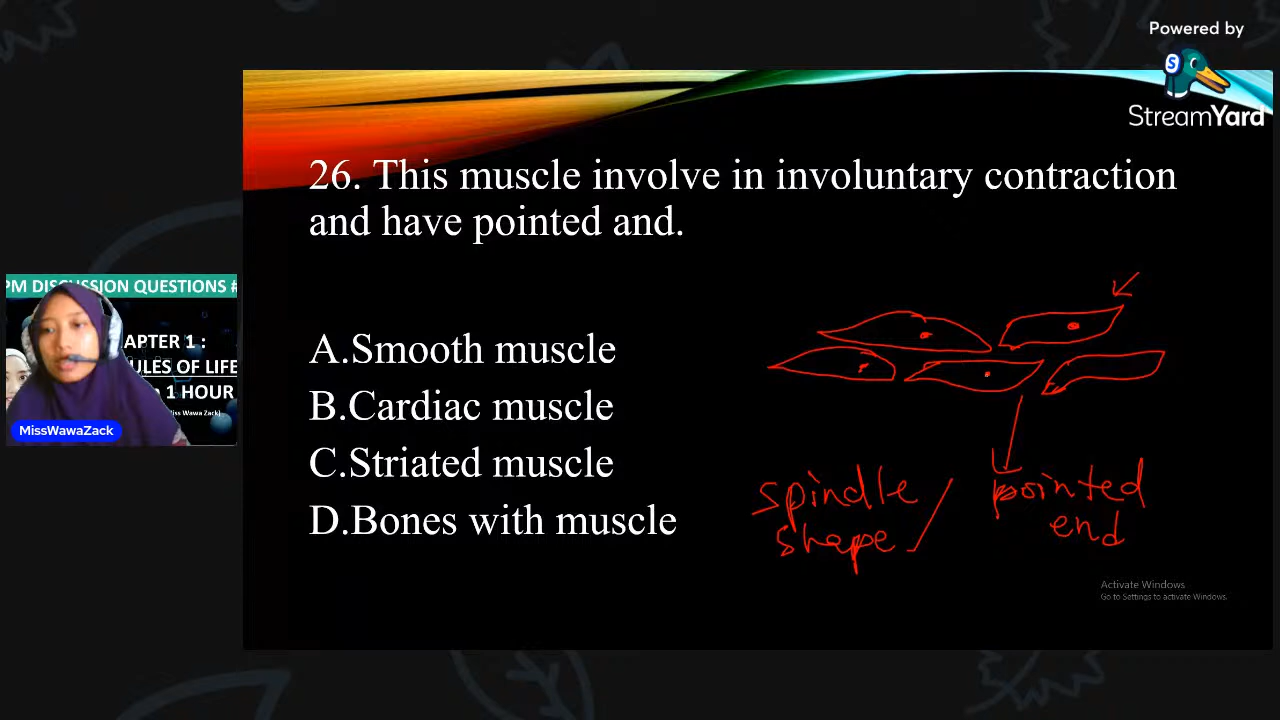 Powered by
StreamYard
26. This muscle involve in involuntary contraction
and have pointed and.
A.Smooth muscle
B.Cardiac muscle
C.Striated muscle
D.Bones with muscle
spindle / pointed
shape end
PM DISCUSSION QUESTIONS #
APTER 1 :
ULES OF LIFE
1 HOUR
MissWawaZack
Activate Windows
Go to Settings to activate Windows.